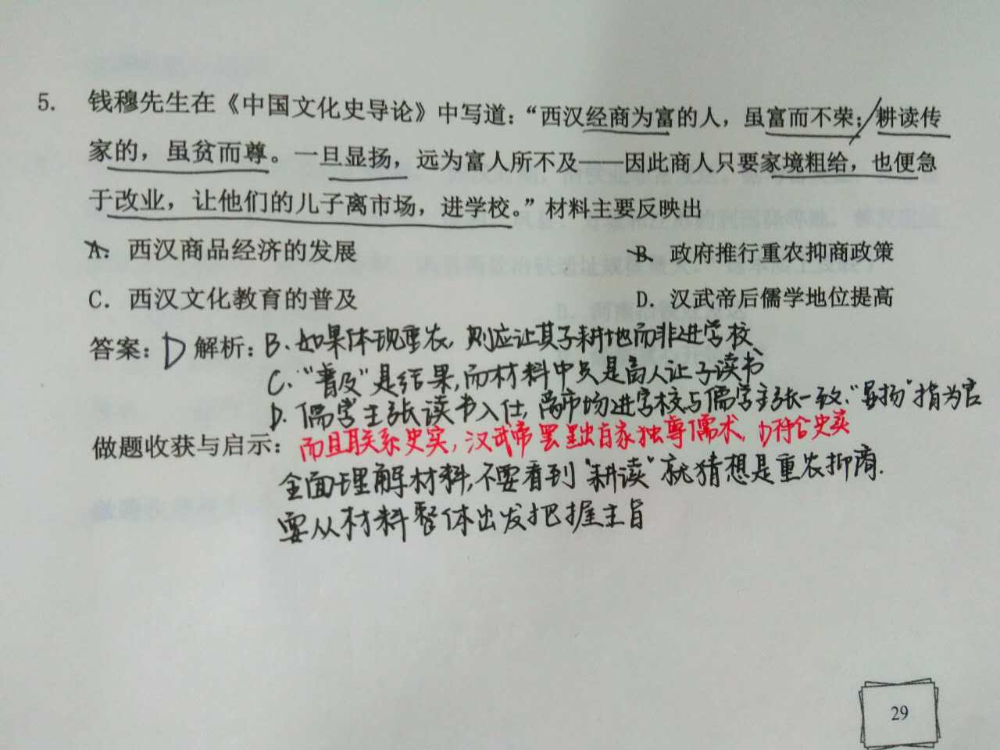 5. 钱穆先生在《中国文化史导论》中写道：“西汉经商为富的人，虽富而不荣；耕读传
家的，虽贫而尊。一旦显扬，远为富人所不及——因此商人只要家境粗给，也便急
于改业，让他们的儿子离市场，进学校。”材料主要反映出
A. 西汉商品经济的发展 B. 政府推行重农抑商政策
C. 西汉文化教育的普及 D. 汉武帝后儒学地位提高
答案：D 解析：B、如果体现重农，则应让其子耕地而非进学校
C、“普及”是结果，而材料中只是商人让子读书
D、儒学主张读书入仕，离市场进学校与儒学主张一致，“显扬”指为官
做题收获与启示：而且联系史实，汉武帝罢黜百家独尊儒术，D符合史实
全面理解材料，不要看到“耕读”就猜想是重农抑商.
要从材料整体出发把握主旨
29